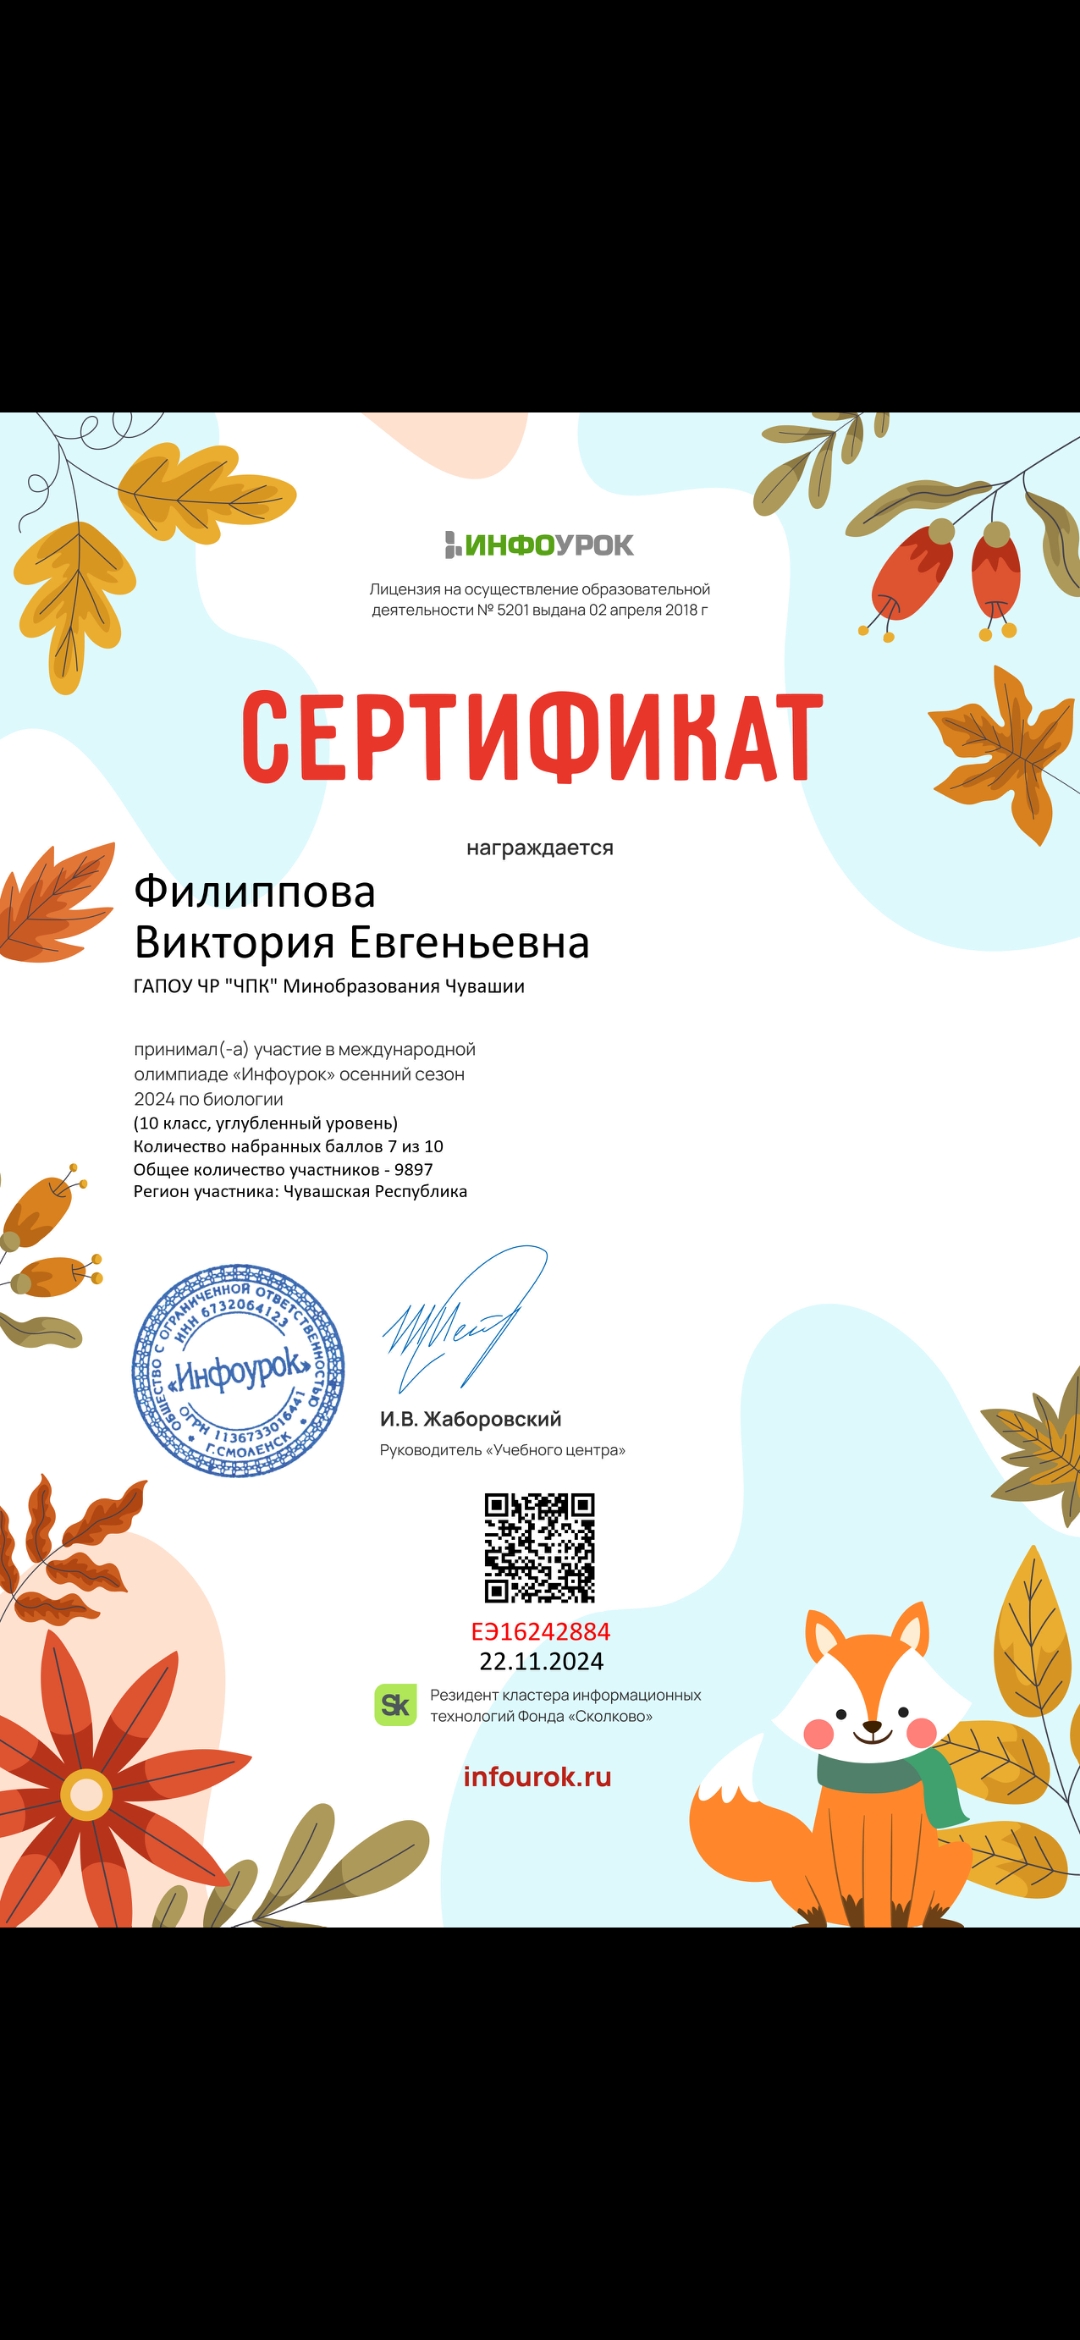 ИНФОУРОК
Лицензия на осуществление образовательной
деятельности № 5201 выдана 02 апреля 2018 г
СЕРТИФИКАТ
награждается
Филиппова
Виктория Евгеньевна
ГАПОУ ЧР "ЧПК" Минобразования Чувашии
принимал(-а) участие в международной
олимпиаде «Инфоурок» осенний сезон
2024 по биологии
(10 класс, углубленный уровень)
Количество набранных баллов 7 из 10
Общее количество участников - 9897
Регион участника: Чувашская Республика
ОБЩЕСТВО С ОГРАНИЧЕННОЙ ОТВЕТСТВЕННОСТЬЮ
ИНН 6732064123
«Инфоурок»
ОГРН 1136733016441
Г.СМОЛЕНСК
И.В. Жаборовский
Руководитель «Учебного центра»
ЕЭ16242884
22.11.2024
Sk
Резидент кластера информационных
технологий Фонда «Сколково»
infourok.ru